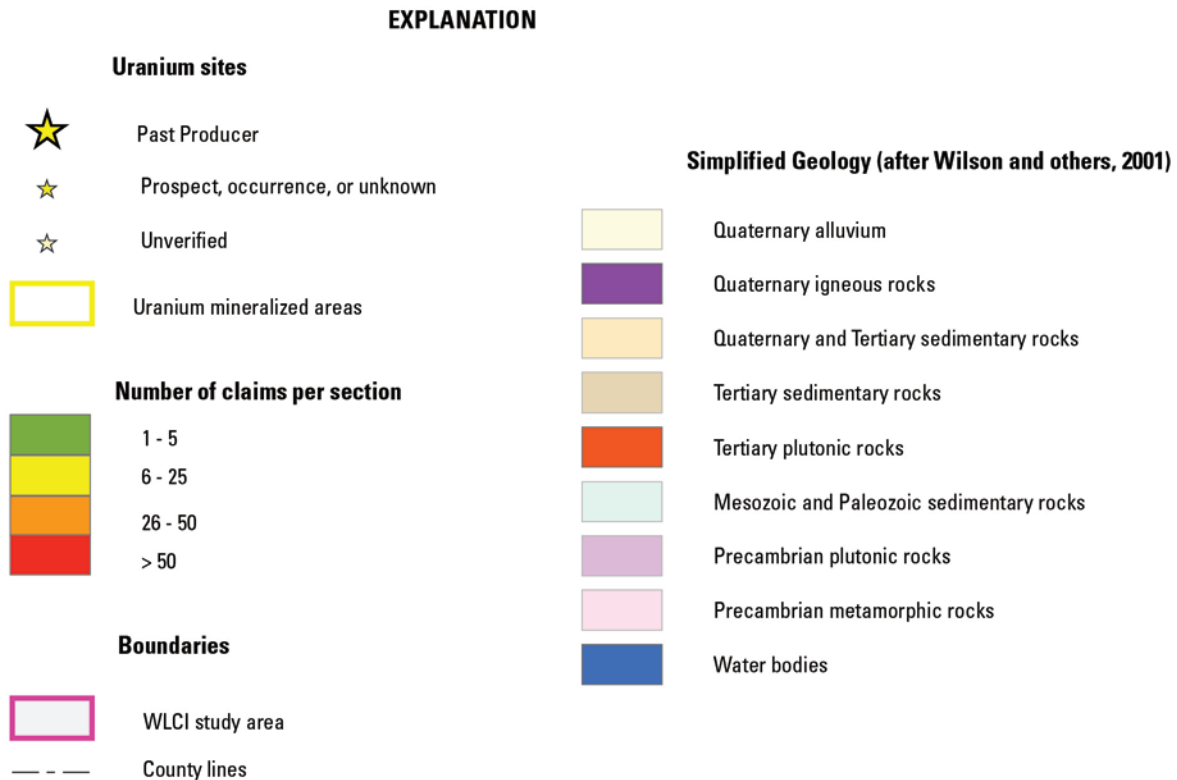 EXPLANATION
Uranium sites
Past Producer
Prospect, occurrence, or unknown
Unverified
Uranium mineralized areas
Number of claims per section
1 - 5
6 - 25
26 - 50
> 50
Boundaries
WLCI study area
County lines
Simplified Geology (after Wilson and others, 2001)
Quaternary alluvium
Quaternary igneous rocks
Quaternary and Tertiary sedimentary rocks
Tertiary sedimentary rocks
Tertiary plutonic rocks
Mesozoic and Paleozoic sedimentary rocks
Precambrian plutonic rocks
Precambrian metamorphic rocks
Water bodies